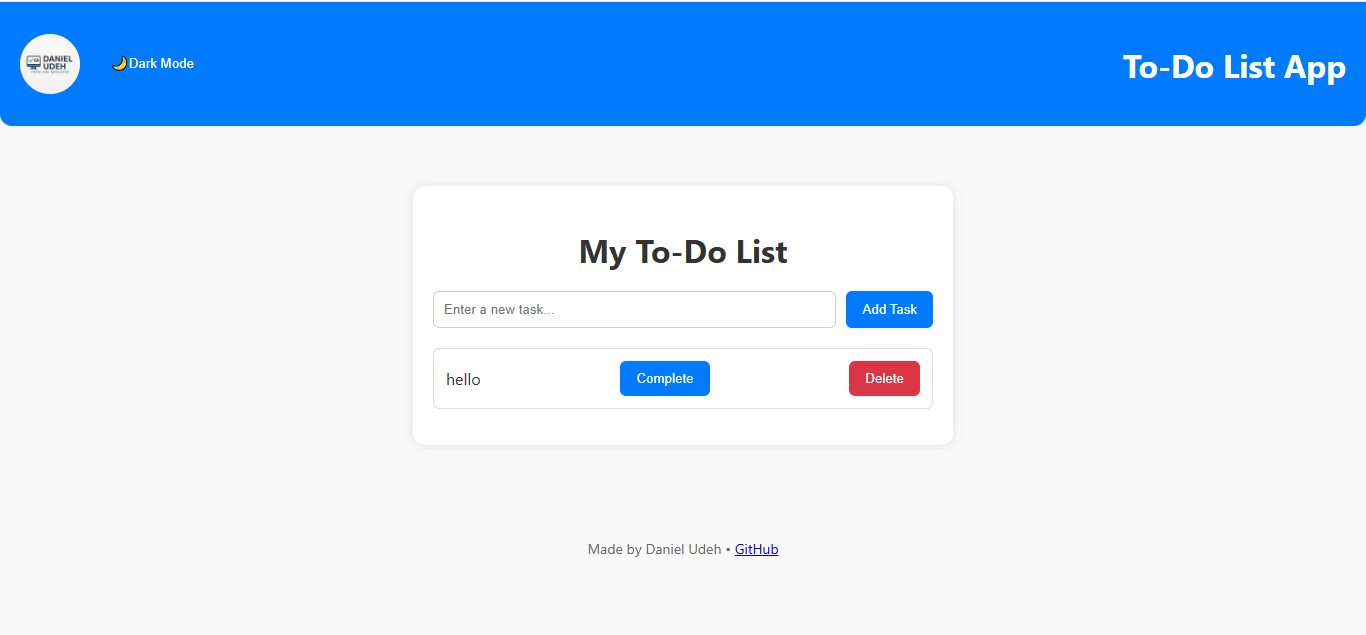 DANIEL
UDEH
🌙Dark Mode
To-Do List App
My To-Do List
Enter a new task...
Add Task
hello
Complete
Delete
Made by Daniel Udeh • GitHub